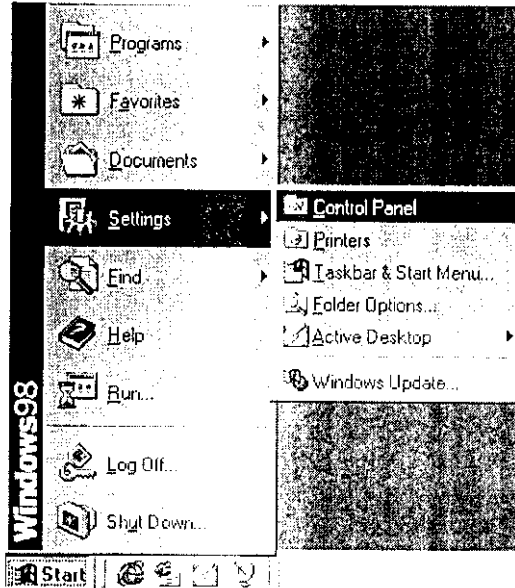 Programs
Favorites
Documents
Settings
Find
Help
Run...
Log Off...
Shut Down...
Control Panel
Printers
Taskbar & Start Menu...
Folder Options...
Active Desktop
Windows Update...
Windows98
Start